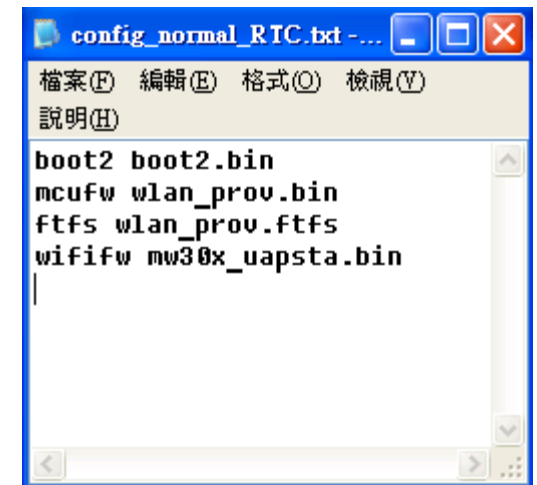 config_normal_RTC.txt -...
檔案(F) 編輯(E) 格式(O) 檢視(V)
說明(H)
boot2 boot2.bin
mcufw wlan_prov.bin
ftfs wlan_prov.ftfs
wififw mw30x_uapsta.bin